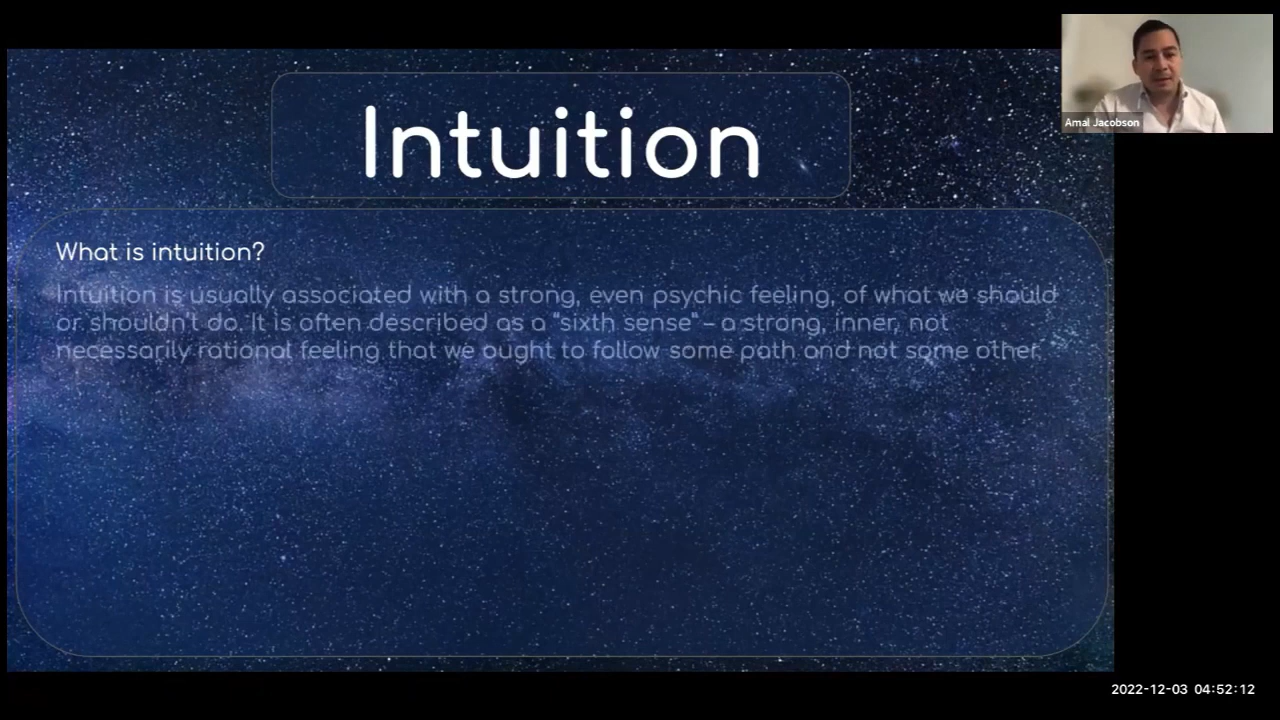 Intuition
What is intuition?
Intuition is usually associated with a strong, even psychic feeling, of what we should
or shouldn't do. It is often described as a "sixth sense" – a strong, inner, not
necessarily rational feeling that we ought to follow some path and not some other.
Amal Jacobson
2022-12-03 04:52:12